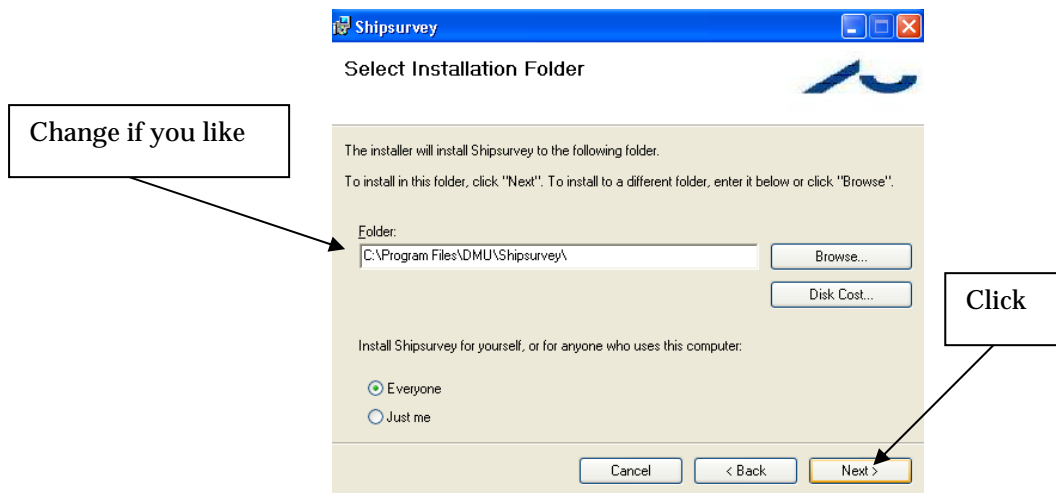 Shipsurvey
Select Installation Folder
Change if you like
The installer will install Shipsurvey to the following folder.
To install in this folder, click "Next". To install to a different folder, enter it below or click "Browse".
Folder:
C:\Program Files\DMU\Shipsurvey\
Browse...
Disk Cost...
Click
Install Shipsurvey for yourself, or for anyone who uses this computer:
Everyone
Just me
Cancel
< Back
Next >